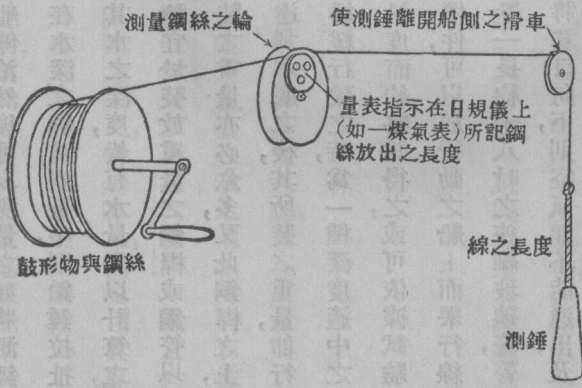 測量鋼絲之輪
使測錘離開船側之滑車
量表指示在日規儀上
(如一煤氣表)所記鋼
絲放出之長度
鼓形物與鋼絲
線之長度
測錘